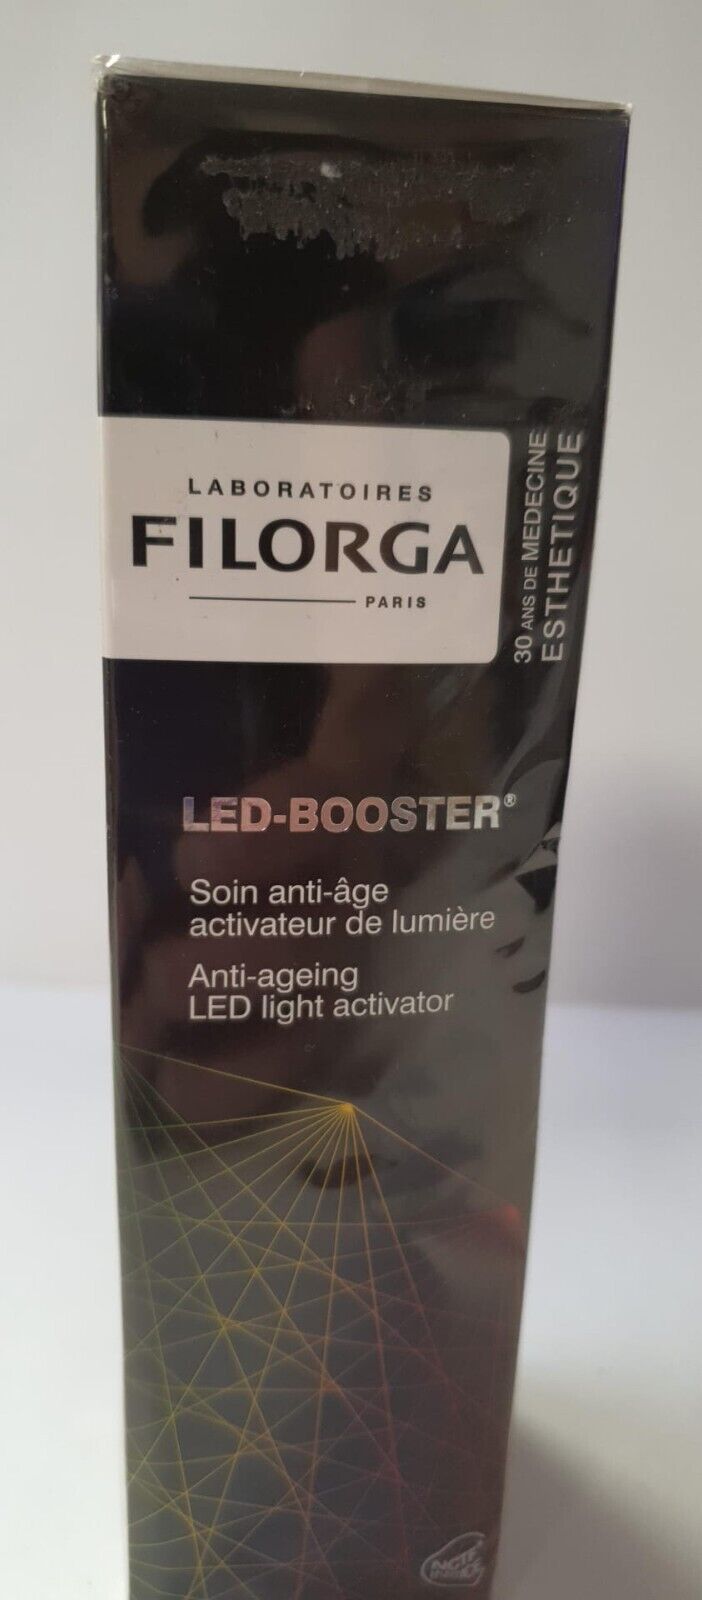 LABORATOIRES
FILORGA
PARIS
30 ANS DE MEDECINE
ESTHETIQUE
LED-BOOSTER®
Soin anti-âge
activateur de lumière
Anti-ageing
LED light activator
NCTF®